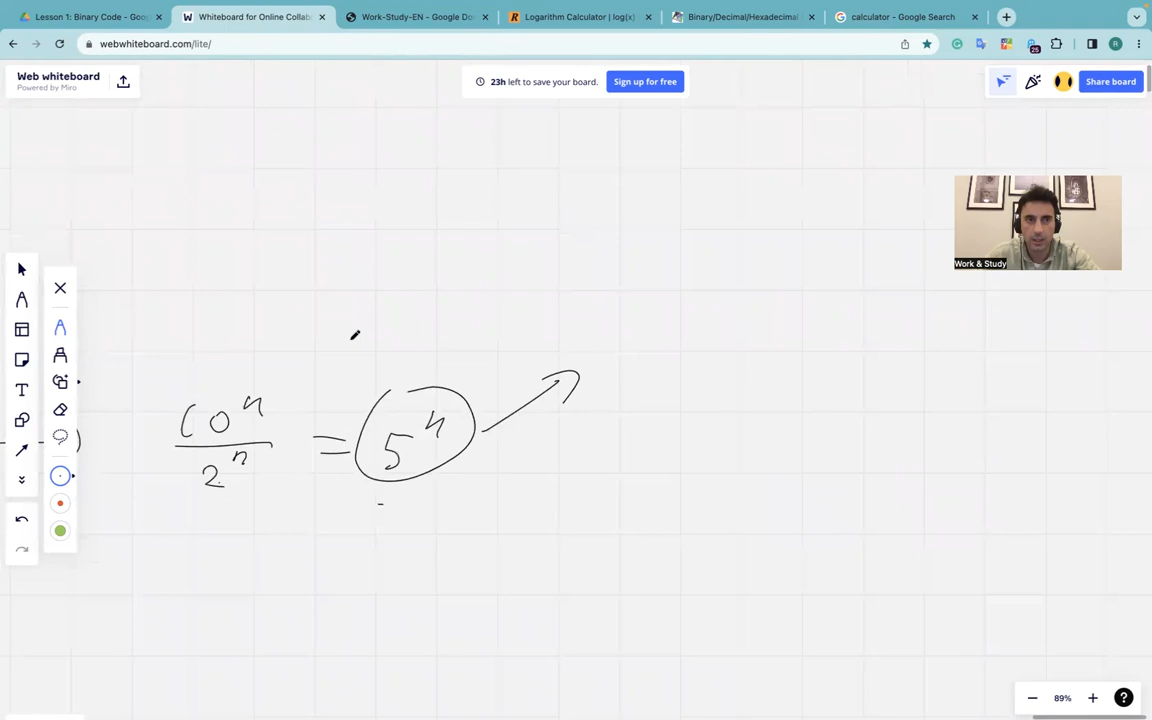 Lesson 1: Binary Code - Goo
Whiteboard for Online Collab
Work-Study-EN - Google Do
Logarithm Calculator | log(x)
Binary/Decimal/Hexadecimal
calculator - Google Search
webwhiteboard.com/lite/
25
R
Web whiteboard
Powered by Miro
23h left to save your board.
Sign up for free
Share board
Work & Study
10^n / 2^n = 5^n
89%